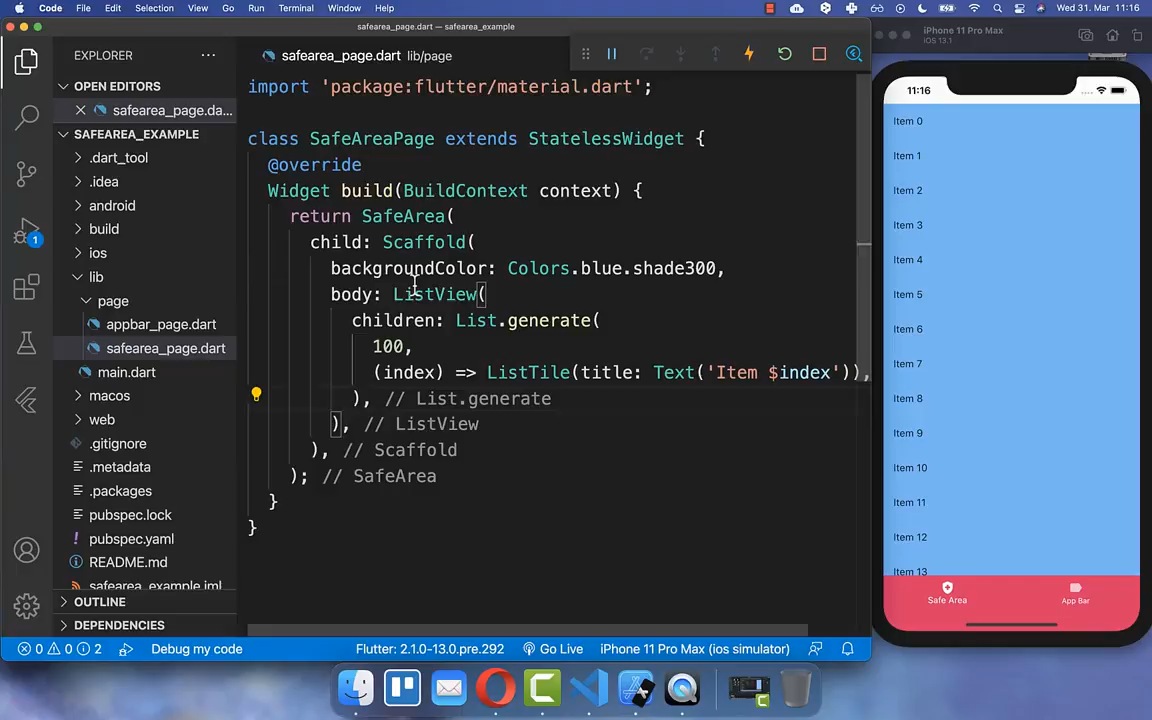 Code File Edit Selection View Go Run Terminal Window Help Wed 31. Mar 11:16
safearea_page.dart — safearea_example
EXPLORER
OPEN EDITORS
safearea_page.da...
SAFEAREA_EXAMPLE
.dart_tool
.idea
android
build
ios
lib
page
appbar_page.dart
safearea_page.dart
main.dart
macos
web
.gitignore
.metadata
.packages
pubspec.lock
pubspec.yaml
README.md
safearea_example.iml
OUTLINE
DEPENDENCIES
1
safearea_page.dart lib/page
import 'package:flutter/material.dart';
class SafeAreaPage extends StatelessWidget {
@override
Widget build(BuildContext context) {
return SafeArea(
child: Scaffold(
backgroundColor: Colors.blue.shade300,
body: ListView(
children: List.generate(
100,
(index) => ListTile(title: Text('Item $index')),
), // List.generate
), // ListView
), // Scaffold
); // SafeArea
}
}
0 0 2 Debug my code Flutter: 2.1.0-13.0.pre.292 Go Live iPhone 11 Pro Max (ios simulator)
iPhone 11 Pro Max
iOS 13.1
11:16
Item 0
Item 1
Item 2
Item 3
Item 4
Item 5
Item 6
Item 7
Item 8
Item 9
Item 10
Item 11
Item 12
Item 13
Safe Area App Bar